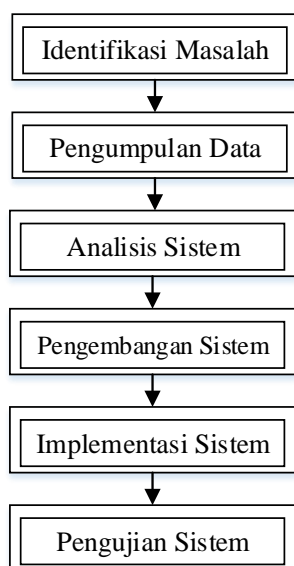 Identifikasi Masalah
Pengumpulan Data
Analisis Sistem
Pengembangan Sistem
Implementasi Sistem
Pengujian Sistem